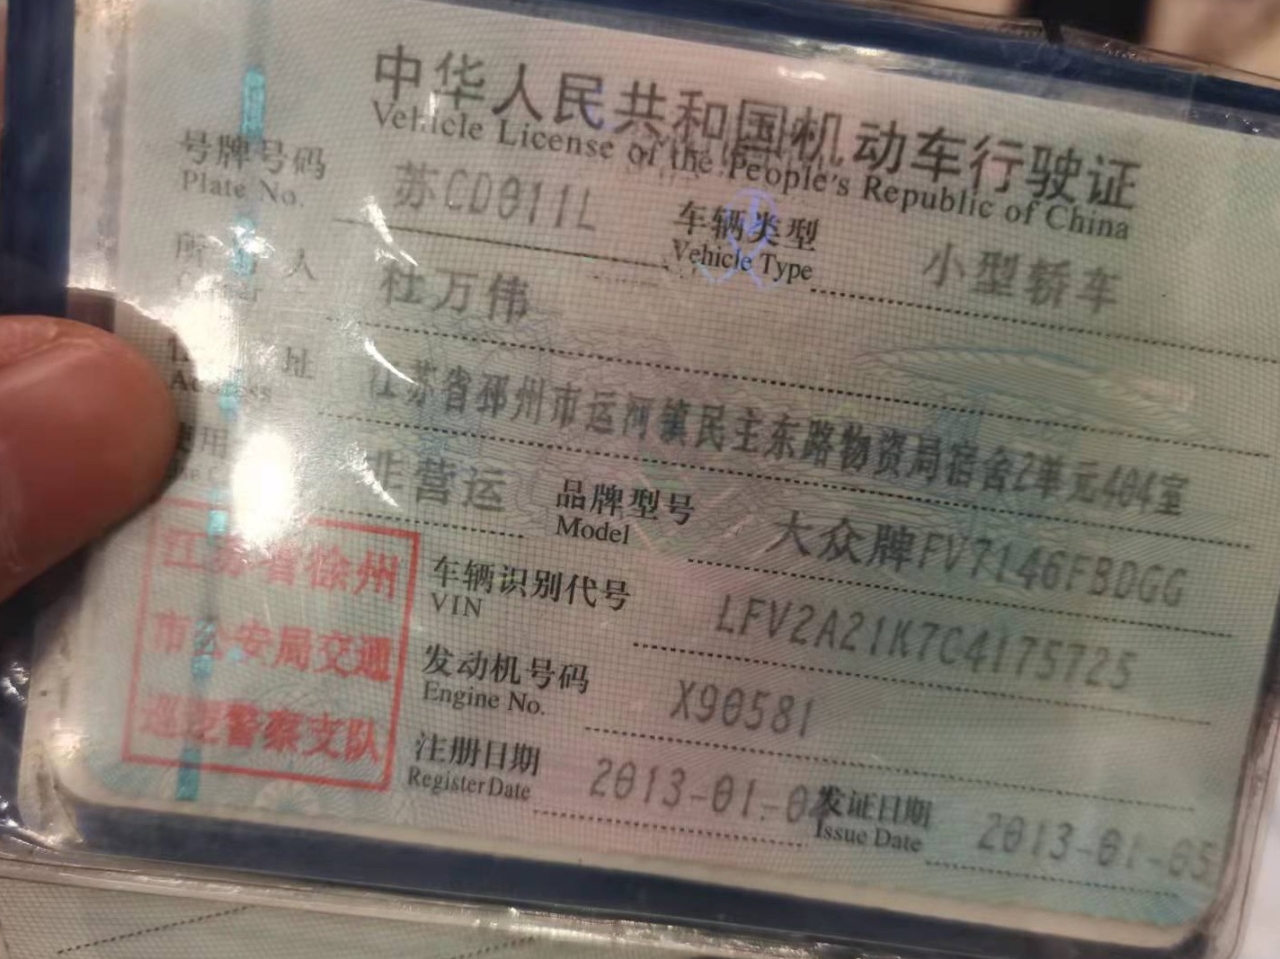 中华人民共和国机动车行驶证
Vehicle License of the People's Republic of China
号牌号码 苏CD011L 车辆类型 小型轿车
Plate No. Vehicle Type
所 人 杜万伟
址 江苏省邳州市运河镇民主东路物资局宿舍2单元404室
Address
用 非营运 品牌型号 大众牌FV7146FBDGG
Model
车辆识别代号 LFV2A21K7C4175725
VIN
发动机号码 X90581
Engine No.
注册日期 2013-01-04 发证日期 2013-01-05
Register Date Issue Date
江苏省徐州
市公安局交通
巡逻警察支队